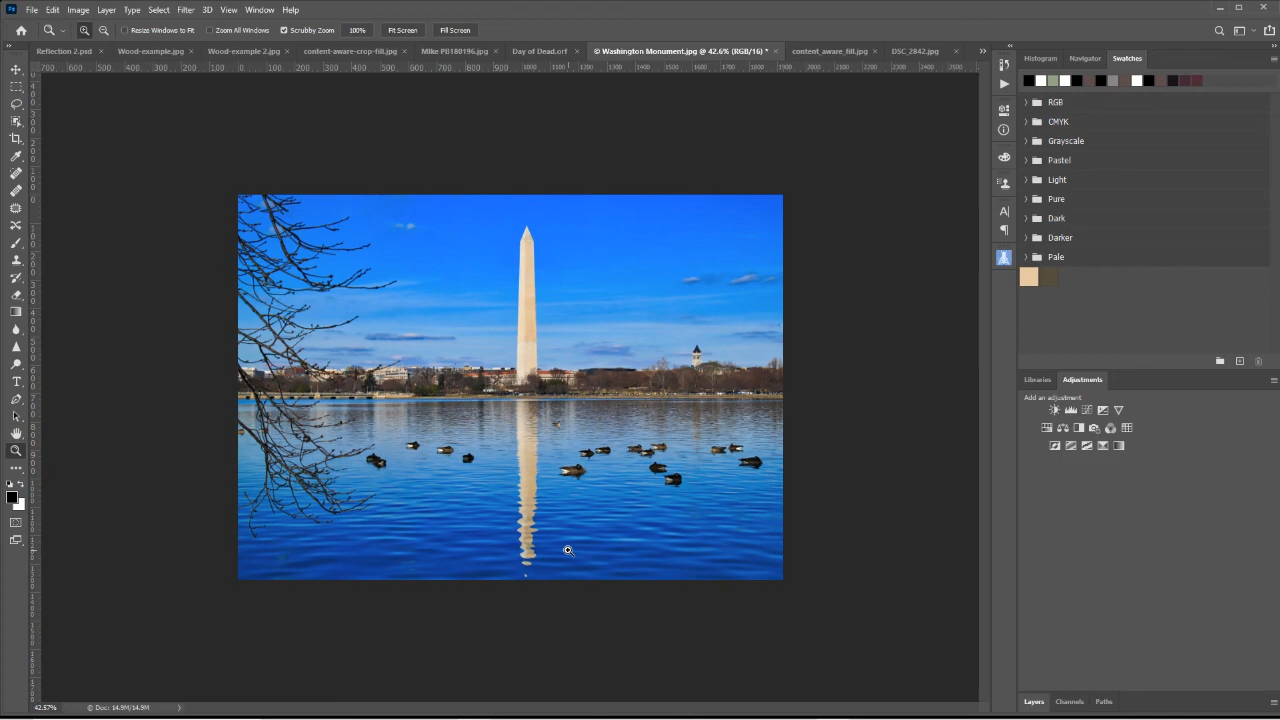 Ps File Edit Image Layer Type Select Filter 3D View Window Help
Resize Windows to Fit Zoom All Windows Scrubby Zoom 100% Fit Screen Fill Screen
Reflection 2.psd × Wood-example.jpg × Wood-example 2.jpg × content-aware-crop-fill.jpg × Mike PB180196.jpg × Day of Dead.orf × © Washington Monument.jpg @ 42.6% (RGB/16) * × content_aware_fill.jpg × DSC_2842.jpg ×
Histogram Navigator Swatches
RGB
CMYK
Grayscale
Pastel
Light
Pure
Dark
Darker
Pale
Libraries Adjustments
Add an adjustment
Layers Channels Paths
42.57% © Doc: 14.9M/14.9M